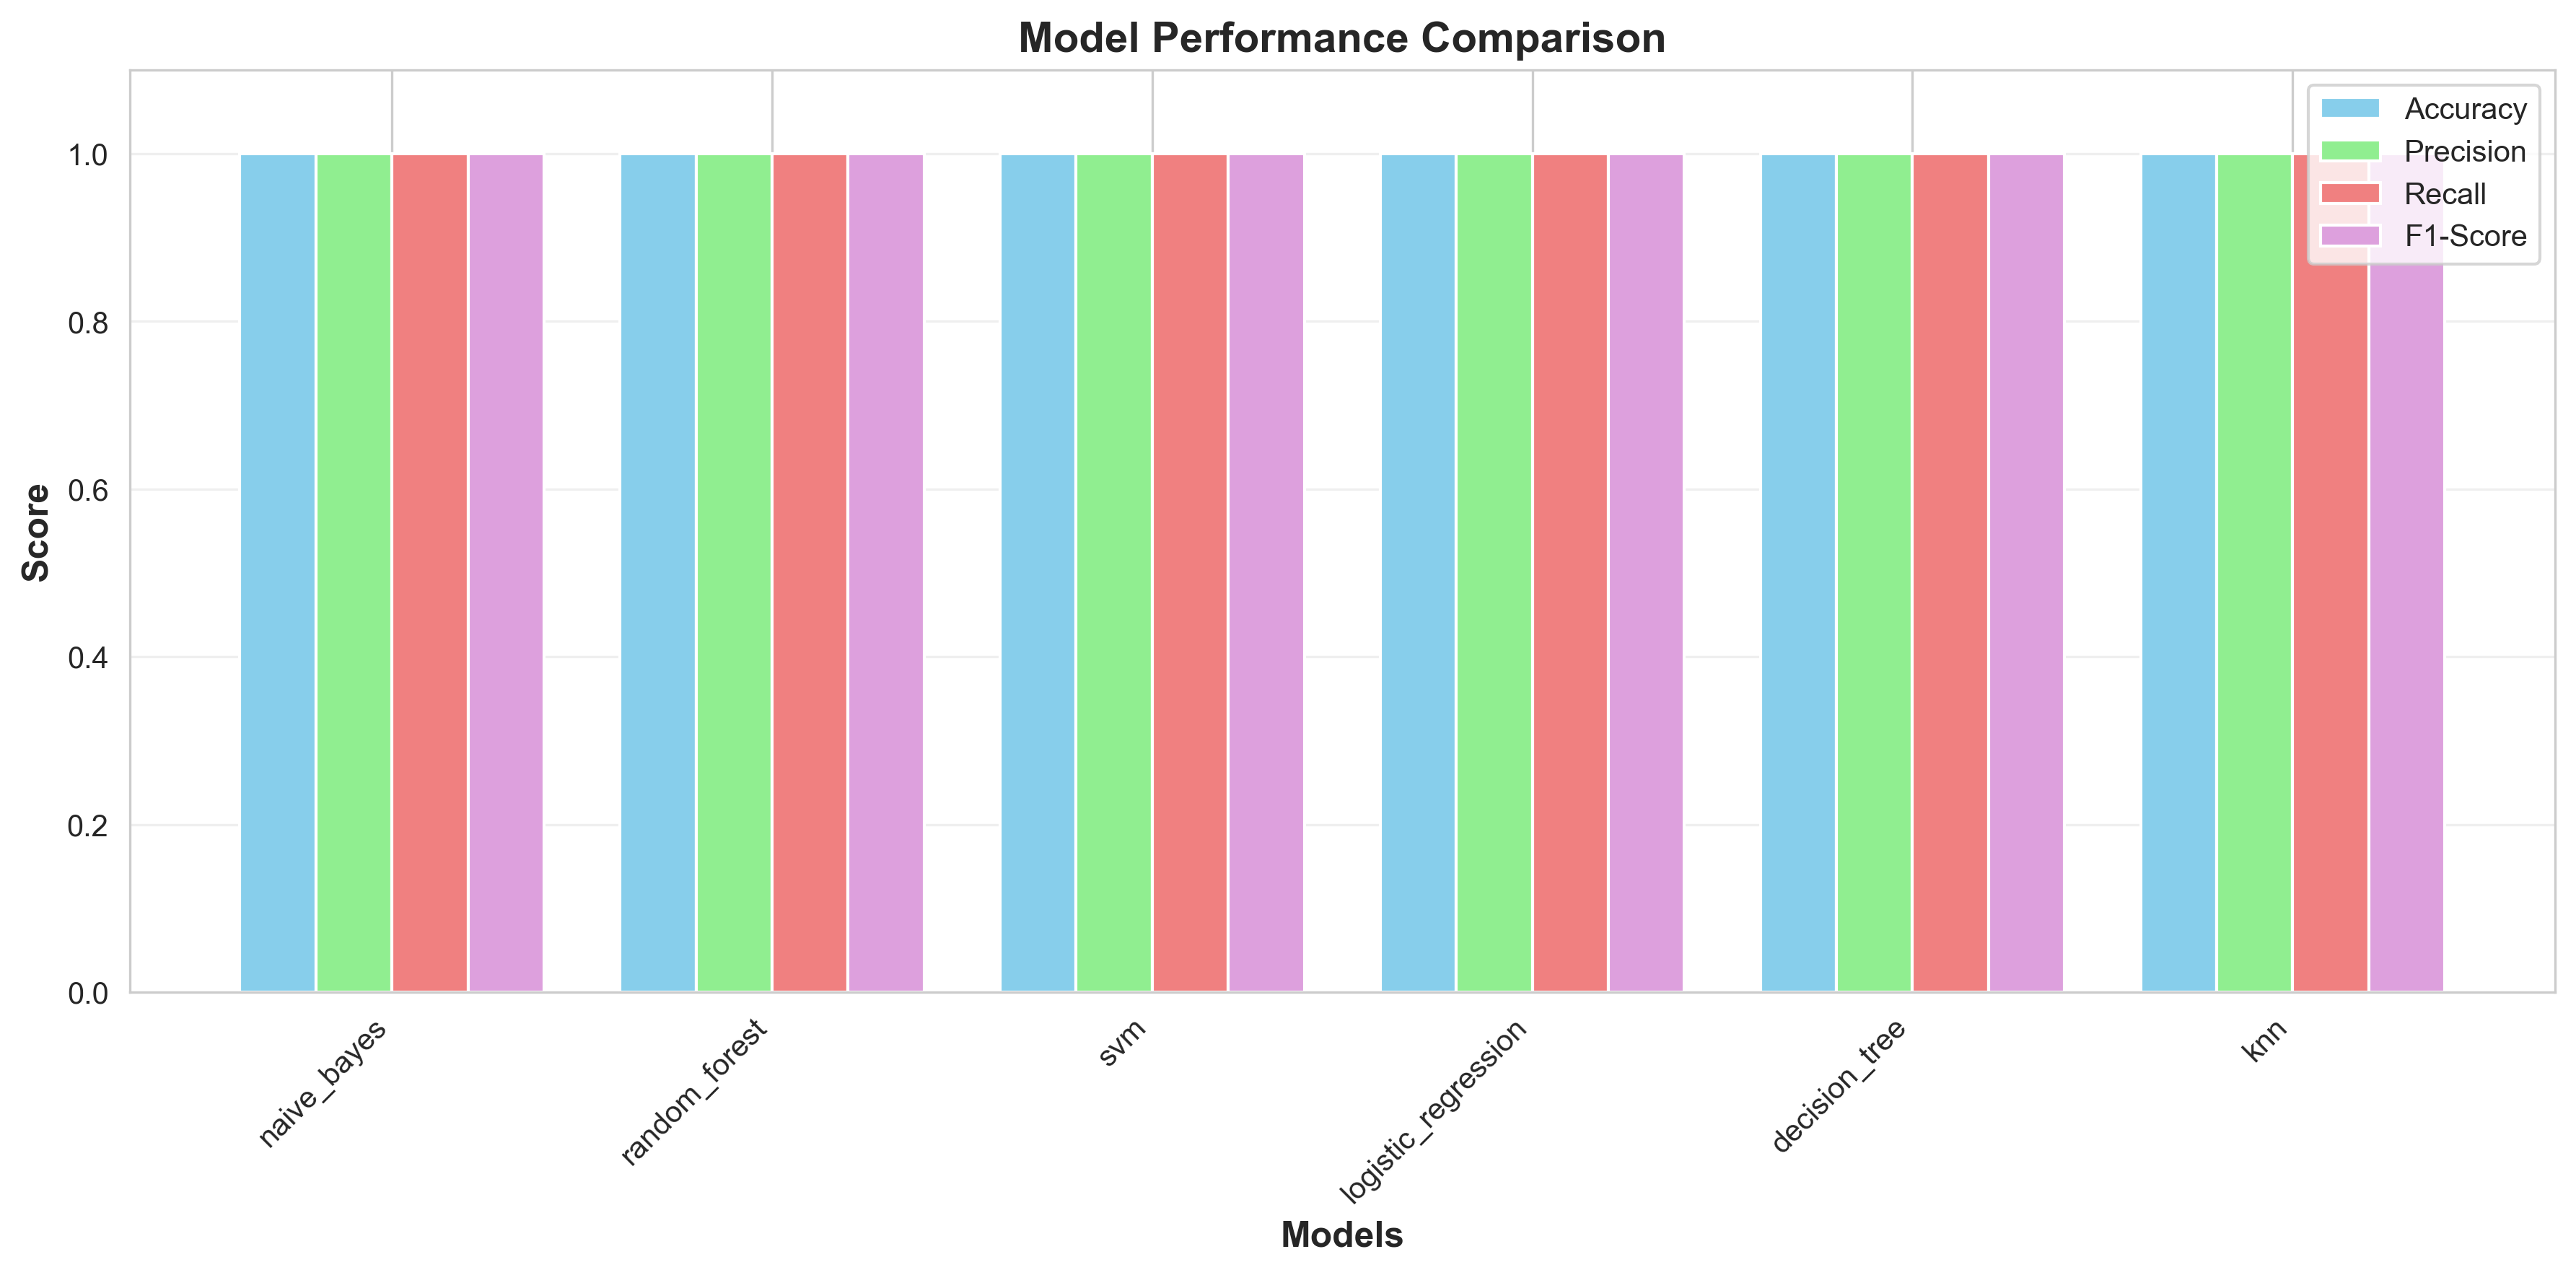 Model Performance Comparison
Accuracy
Precision
Recall
F1-Score
Score
1.0
0.8
0.6
0.4
0.2
0.0
naive_bayes
random_forest
svm
logistic_regression
decision_tree
knn
Models